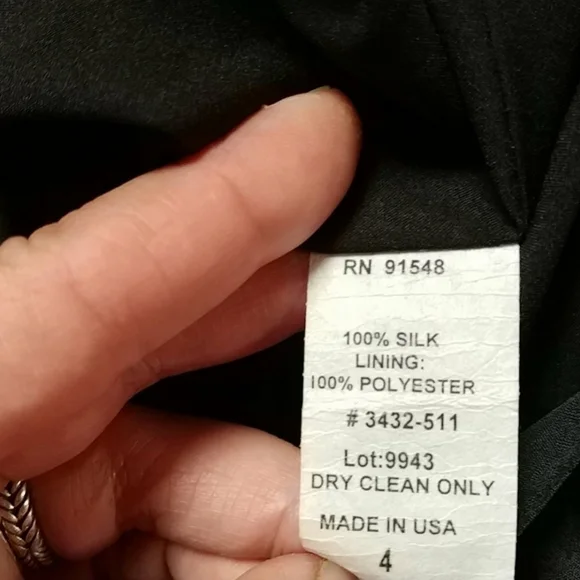 RN 91548
100% SILK
LINING:
100% POLYESTER
# 3432-511
Lot:9943
DRY CLEAN ONLY
MADE IN USA
4